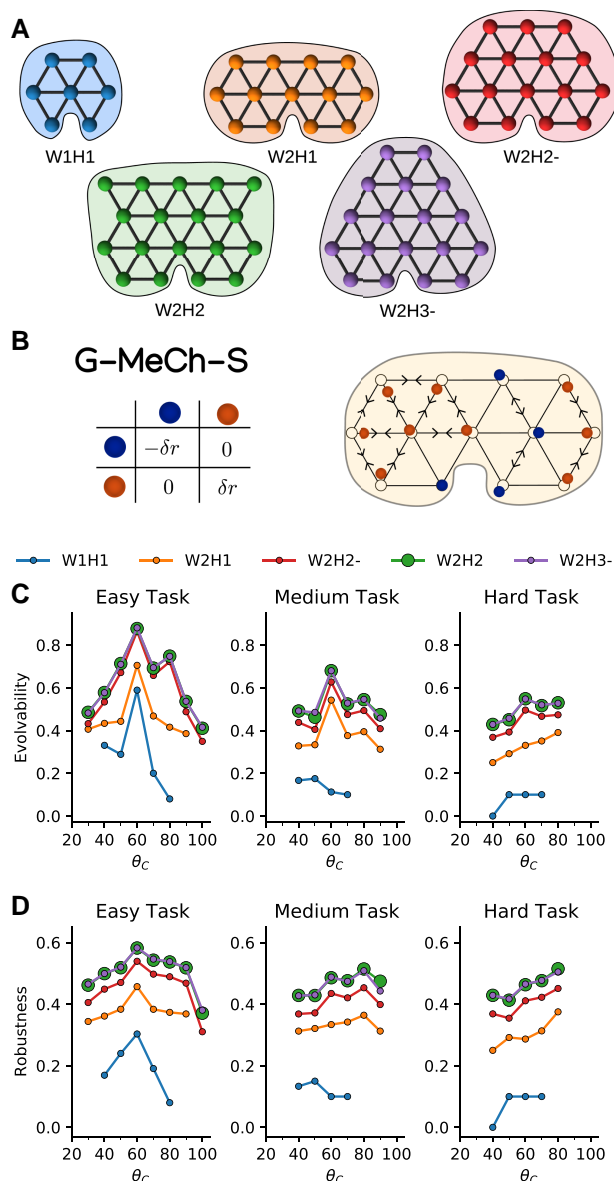 A
W1H1
W2H1
W2H2-
W2H2
W2H3-
B
G–MeCh–S
−δr 0
0 δr
W1H1 W2H1 W2H2- W2H2 W2H3-
C
Easy Task Medium Task Hard Task
Evolvability
0.8 0.8 0.8
0.6 0.6 0.6
0.4 0.4 0.4
0.2 0.2 0.2
0.0 0.0 0.0
20 40 60 80 100 20 40 60 80 100 20 40 60 80 100
θC θC θC
D
Easy Task Medium Task Hard Task
Robustness
0.6 0.6 0.6
0.4 0.4 0.4
0.2 0.2 0.2
0.0 0.0 0.0
20 40 60 80 100 20 40 60 80 100 20 40 60 80 100
θC θC θC